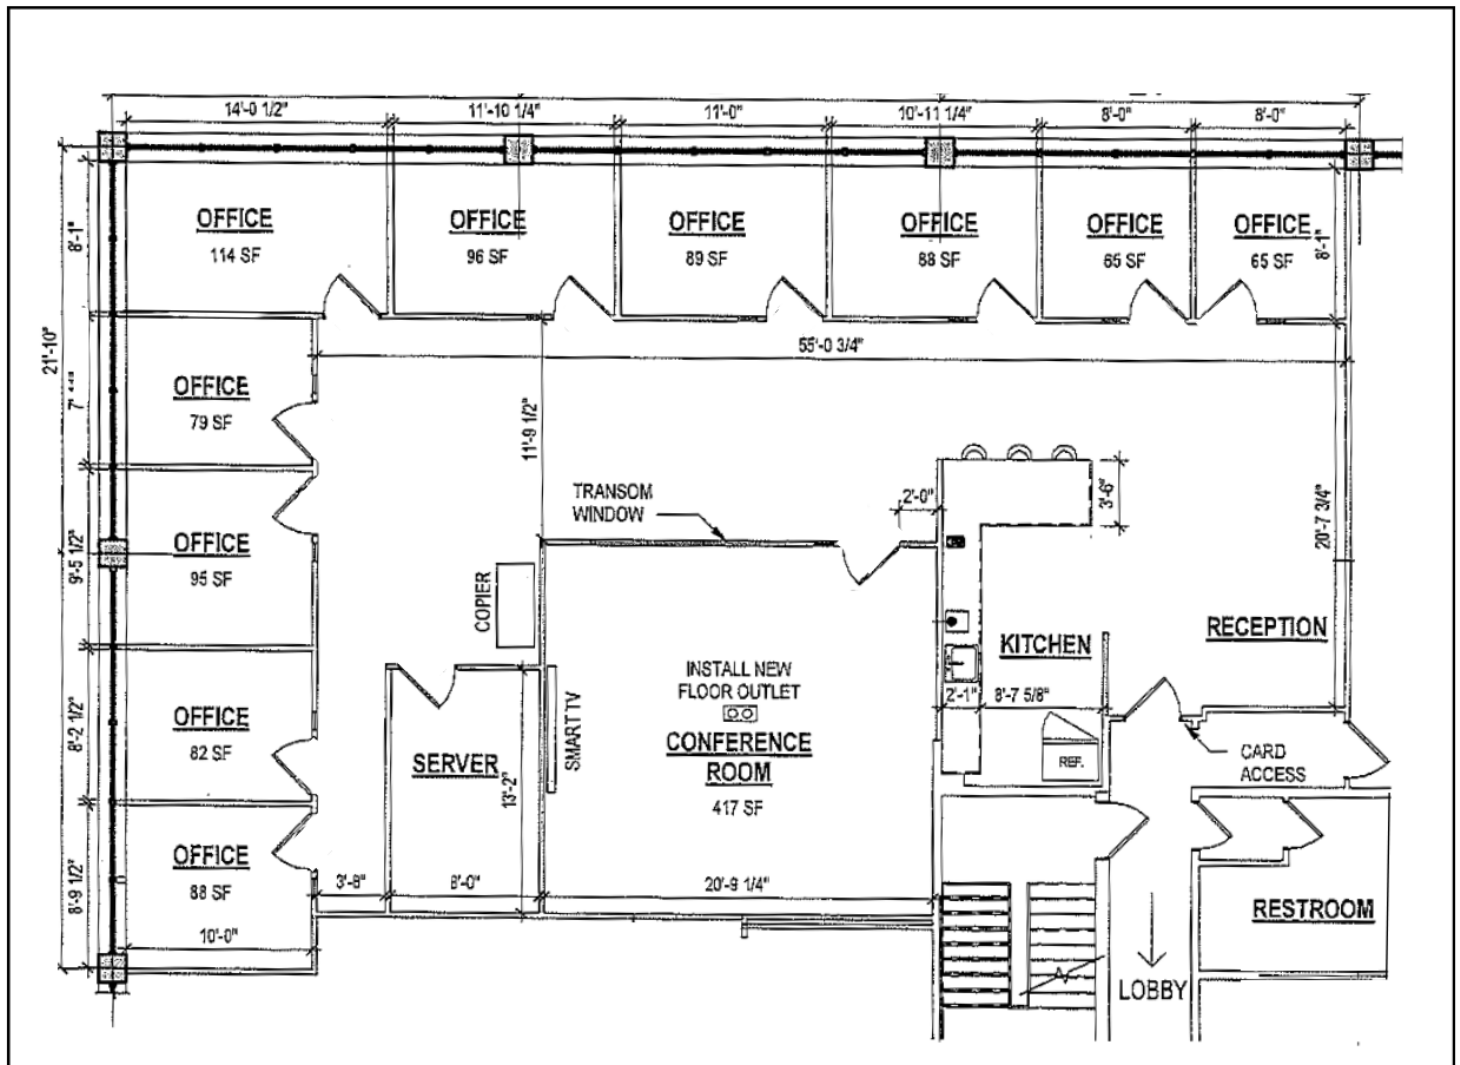 14'-0 1/2"
11'-10 1/4"
11'-0"
10'-11 1/4"
8'-0"
8'-0"
OFFICE
114 SF
OFFICE
96 SF
OFFICE
89 SF
OFFICE
88 SF
OFFICE
65 SF
OFFICE
65 SF
8'-1"
8'-1"
21'-10"
55'-0 3/4"
OFFICE
79 SF
11'-9 1/2"
TRANSOM
WINDOW
2'-0"
3'-6"
20'-7 3/4"
9'-5 1/2"
OFFICE
95 SF
COPIER
KITCHEN
RECEPTION
INSTALL NEW
FLOOR OUTLET
2'-1"
8'-7 5/8"
8'-2 1/2"
OFFICE
82 SF
SERVER
13'-2"
SMART TV
CONFERENCE
ROOM
417 SF
REF.
CARD
ACCESS
8'-9 1/2"
OFFICE
88 SF
3'-8"
8'-0"
20'-9 1/4"
10'-0"
RESTROOM
LOBBY